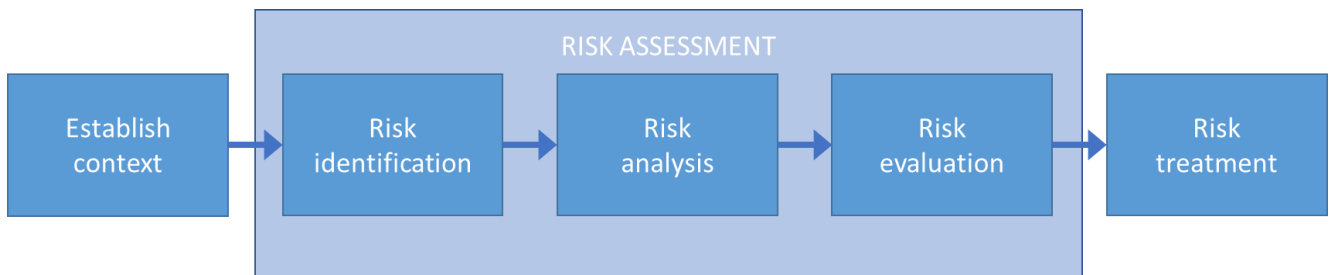 RISK ASSESSMENT
Establish
context
Risk
identification
Risk
analysis
Risk
evaluation
Risk
treatment